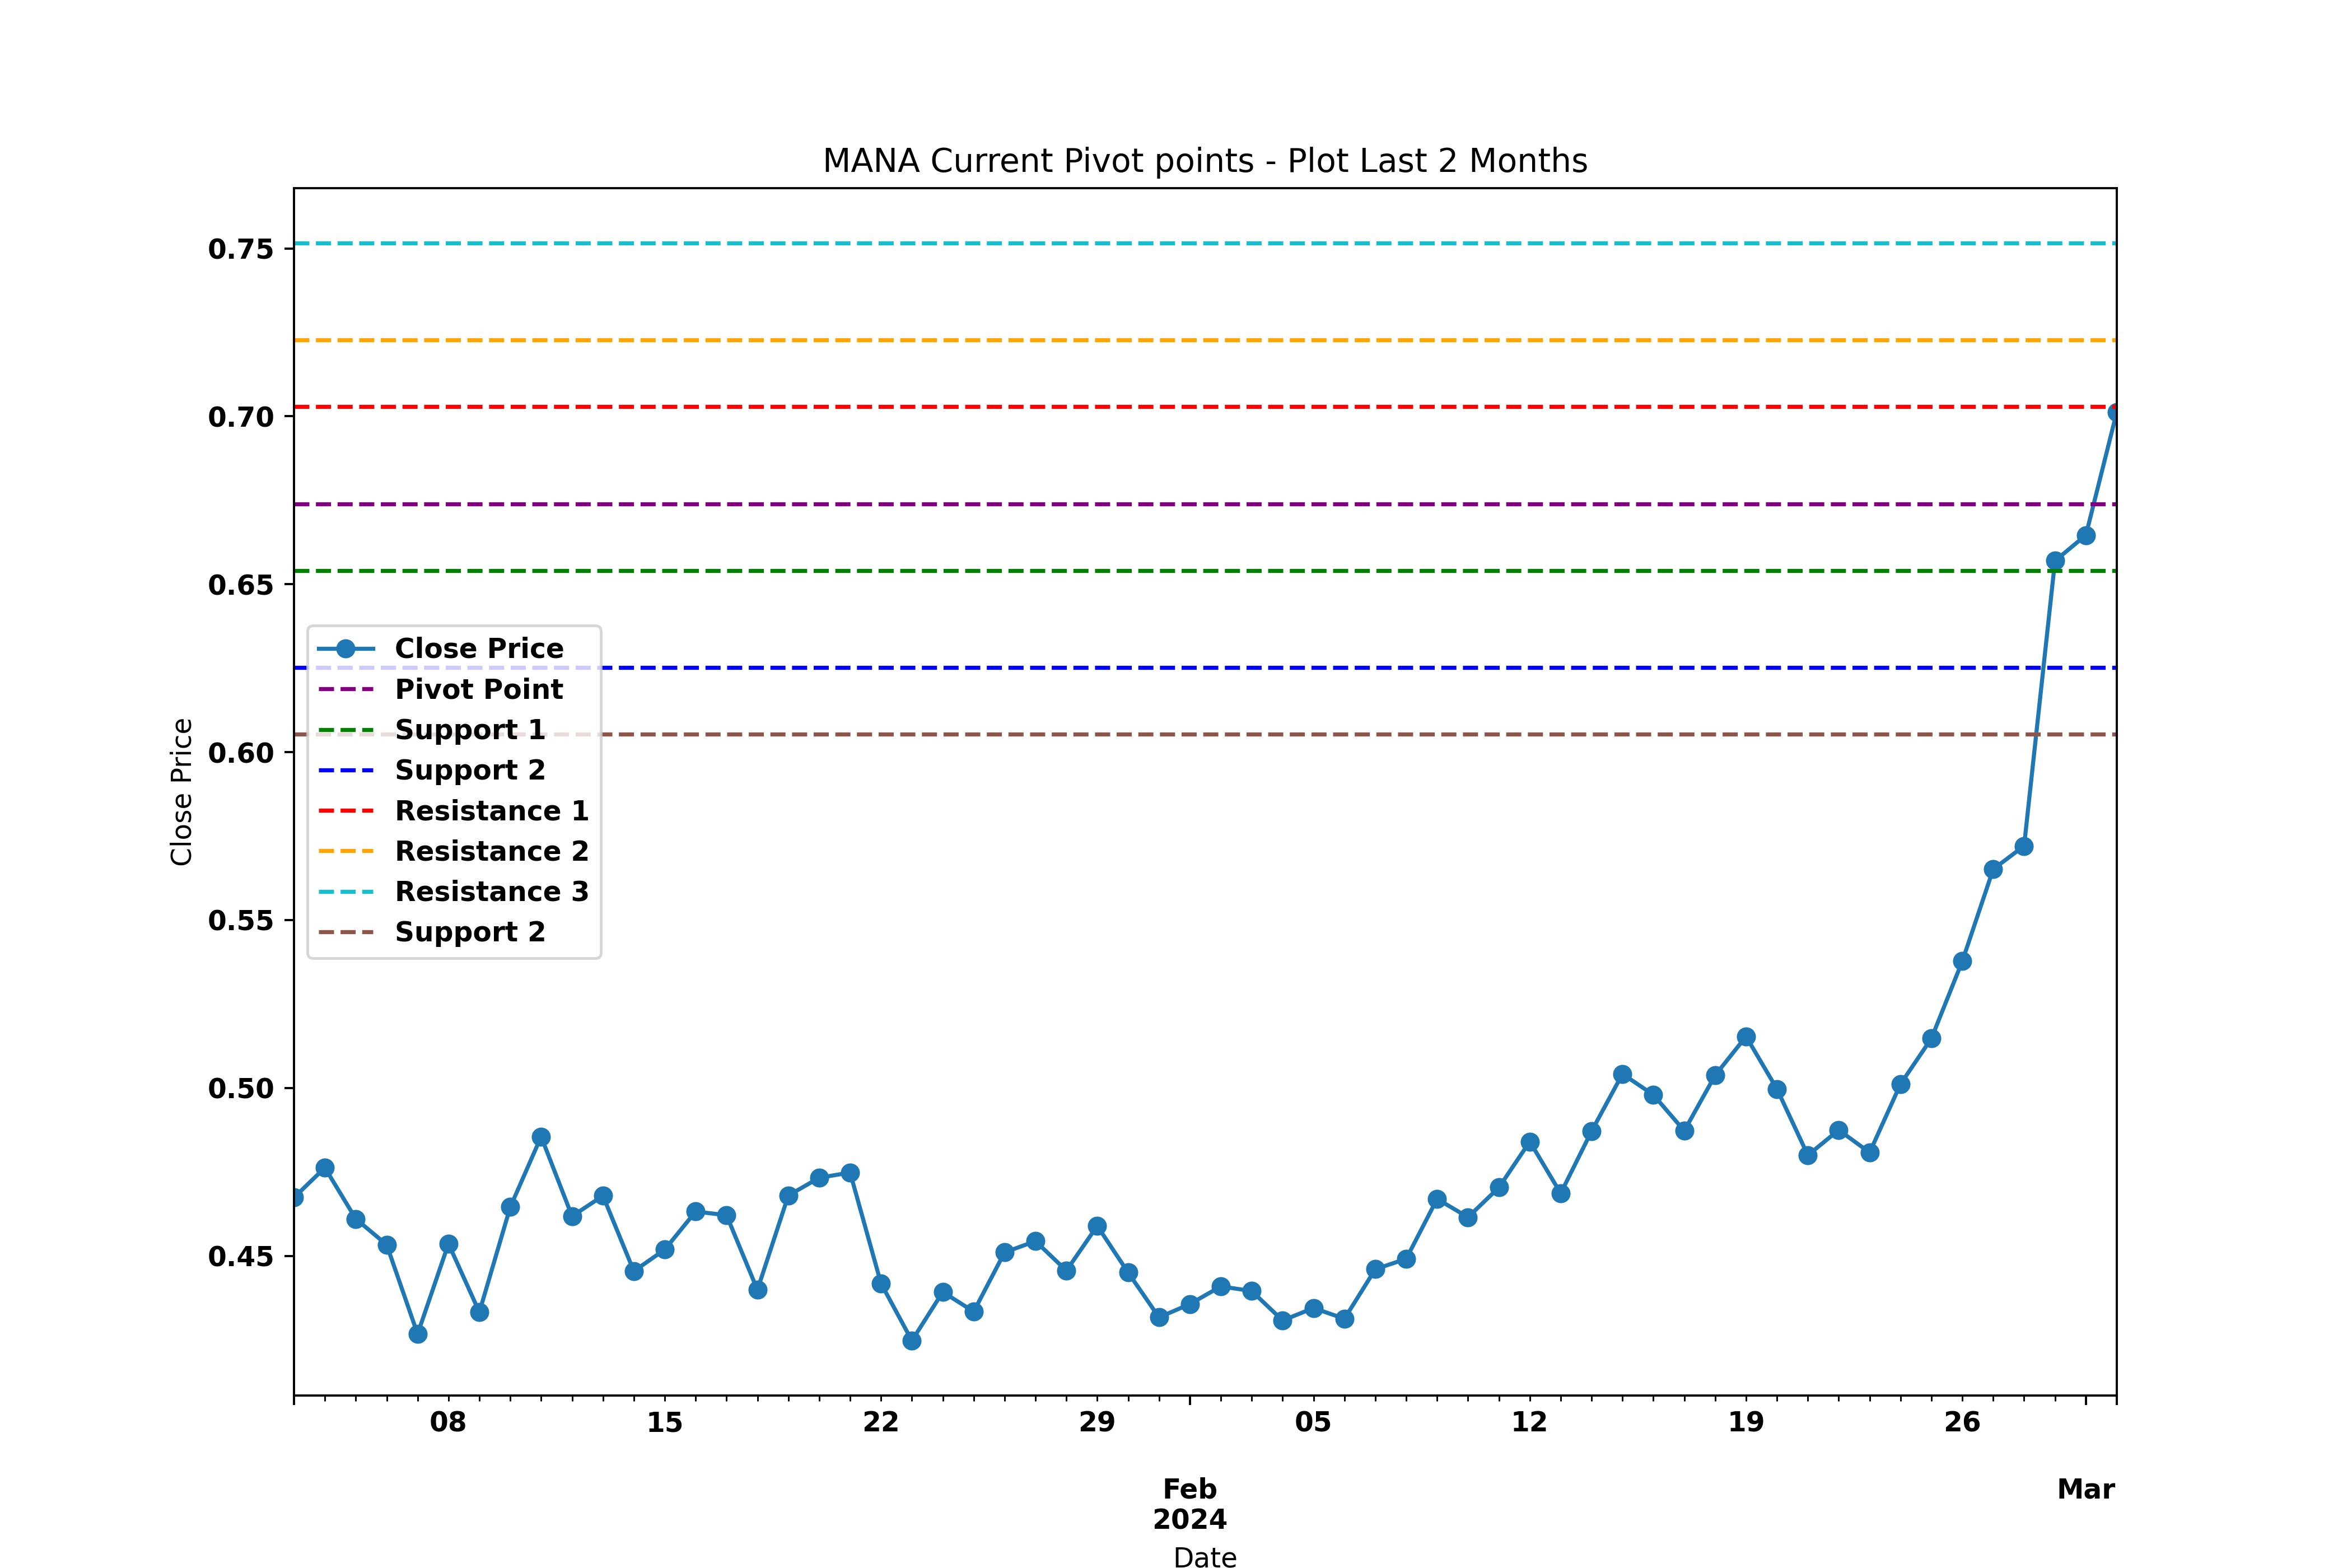 MANA Current Pivot points - Plot Last 2 Months
0.75
0.70
0.65
0.60
0.55
0.50
0.45
Close Price
Close Price
Pivot Point
Support 1
Support 2
Resistance 1
Resistance 2
Resistance 3
Support 2
08 15 22 29 05 12 19 26
Feb Mar
2024
Date